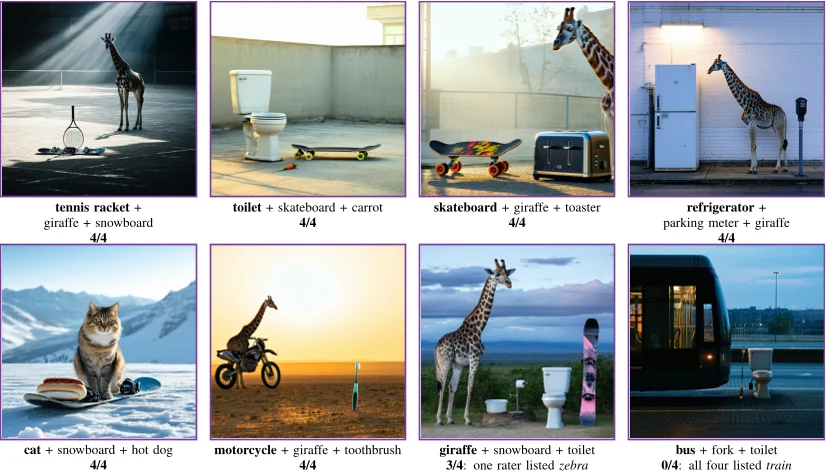 tennis racket +
giraffe + snowboard
4/4
toilet + skateboard + carrot
4/4
skateboard + giraffe + toaster
4/4
refrigerator +
parking meter + giraffe
4/4
cat + snowboard + hot dog
4/4
motorcycle + giraffe + toothbrush
4/4
giraffe + snowboard + toilet
3/4: one rater listed zebra
bus + fork + toilet
0/4: all four listed train